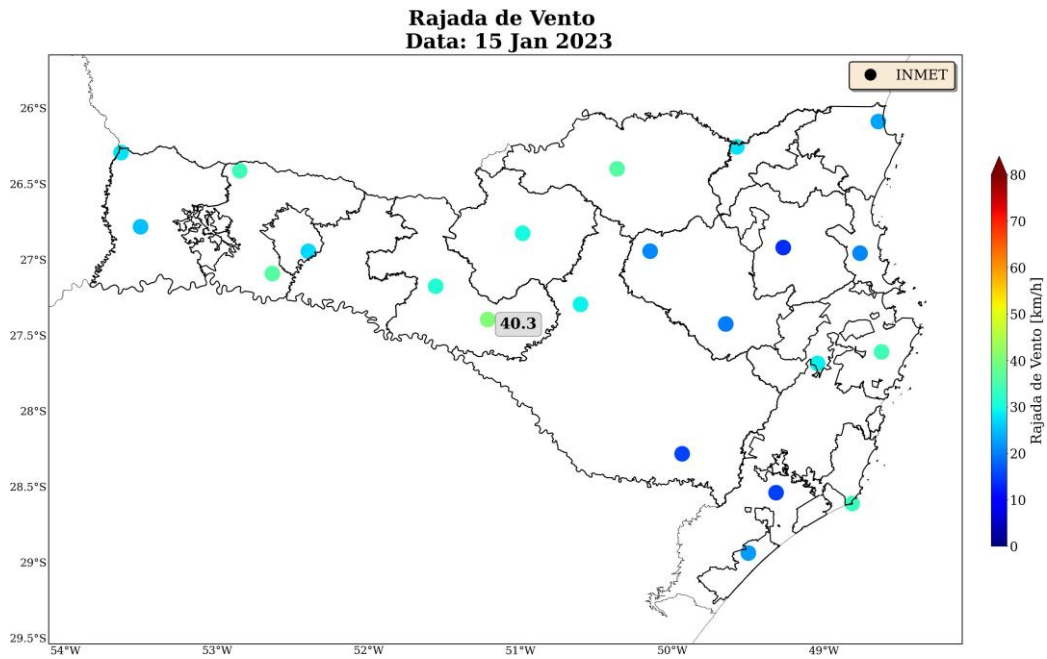 Rajada de Vento
Data: 15 Jan 2023
INMET
26°S
26.5°S
27°S
27.5°S
28°S
28.5°S
29°S
29.5°S
54°W
53°W
52°W
51°W
50°W
49°W
40.3
80
70
60
50
40
30
20
10
0
Rajada de Vento [km/h]